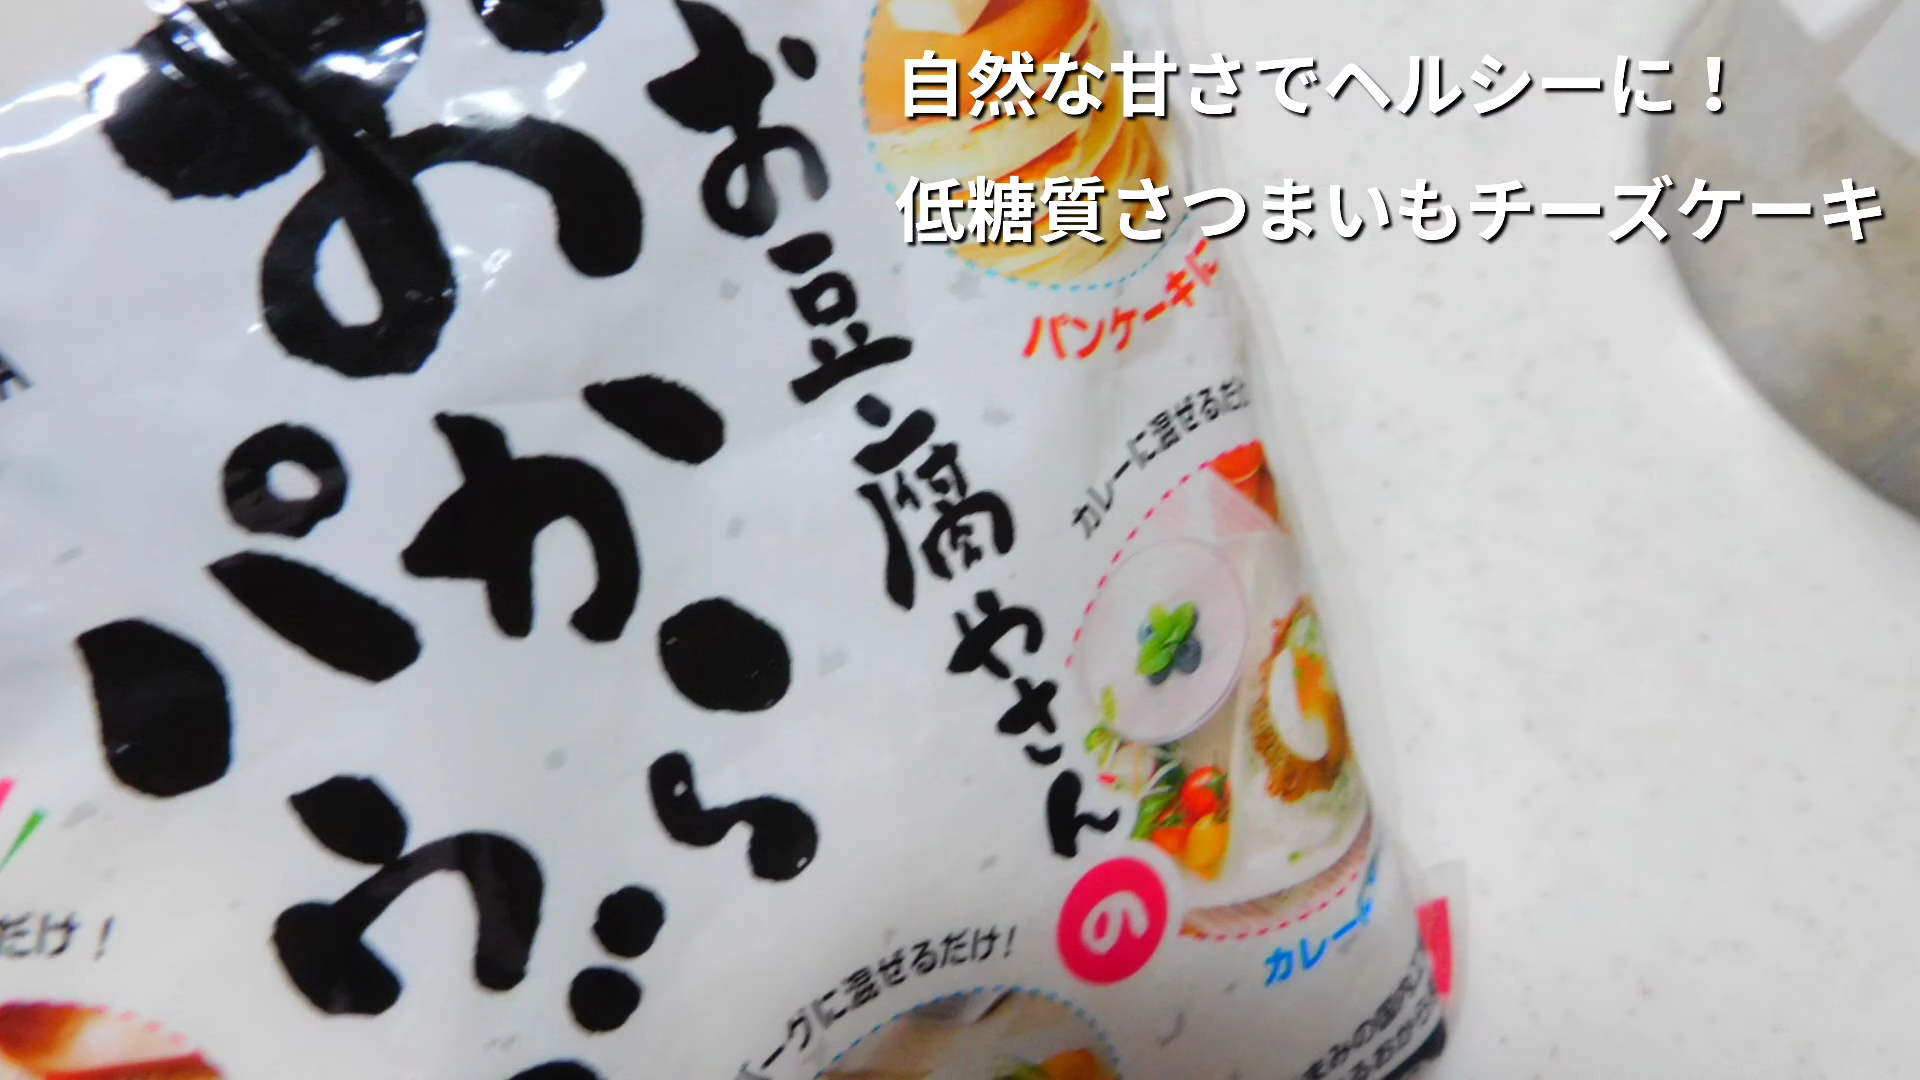 自然な甘さでヘルシーに！
低糖質さつまいもチーズケーキ
お豆腐やさん
の
おから
パウダ
パンケーキに
カレーに混ぜるだけ
カレーに
グに混ぜるだけ！
だけ！